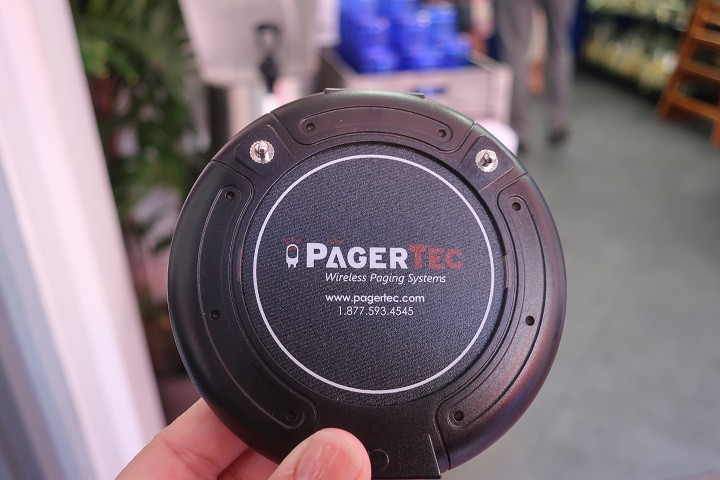 PAGERTEC
Wireless Paging Systems
www.pagertec.com
1.877.593.4545